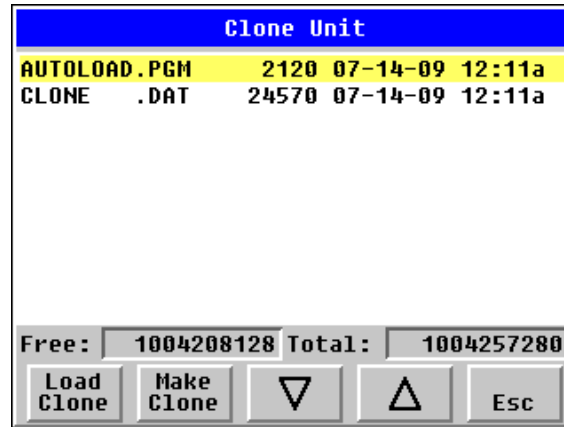 Clone Unit
AUTOLOAD.PGM 2120 07-14-09 12:11a
CLONE .DAT 24570 07-14-09 12:11a
Free: 1004208128 Total: 1004257280
Load Clone Make Clone ▽ △ Esc